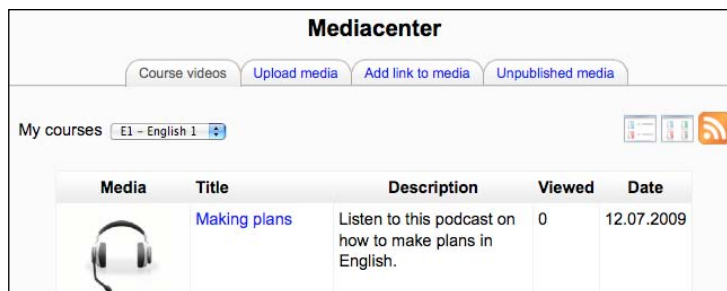 Mediacenter
Course videos Upload media Add link to media Unpublished media
My courses E1 – English 1
Media Title Description Viewed Date
Making plans Listen to this podcast on 0 12.07.2009
how to make plans in
English.